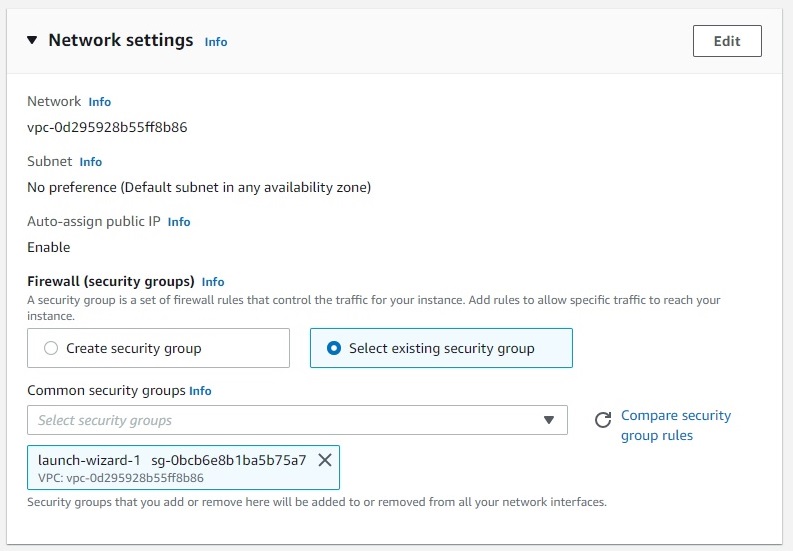 Network settings Info
Edit
Network Info
vpc-0d295928b55ff8b86
Subnet Info
No preference (Default subnet in any availability zone)
Auto-assign public IP Info
Enable
Firewall (security groups) Info
A security group is a set of firewall rules that control the traffic for your instance. Add rules to allow specific traffic to reach your
instance.
Create security group
Select existing security group
Common security groups Info
Select security groups
Compare security
group rules
launch-wizard-1 sg-0bcb6e8b1ba5b75a7
VPC: vpc-0d295928b55ff8b86
Security groups that you add or remove here will be added to or removed from all your network interfaces.